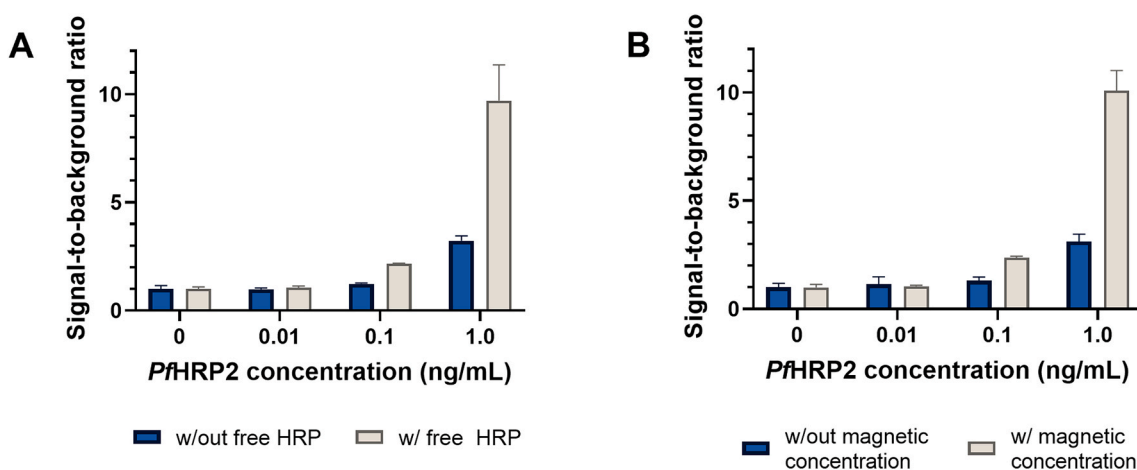 A
Signal-to-background ratio
10
5
0
0 0.01 0.1 1.0
PfHRP2 concentration (ng/mL)
w/out free HRP w/ free HRP
B
Signal-to-background ratio
10
5
0
0 0.01 0.1 1.0
PfHRP2 concentration (ng/mL)
w/out magnetic
concentration
w/ magnetic
concentration